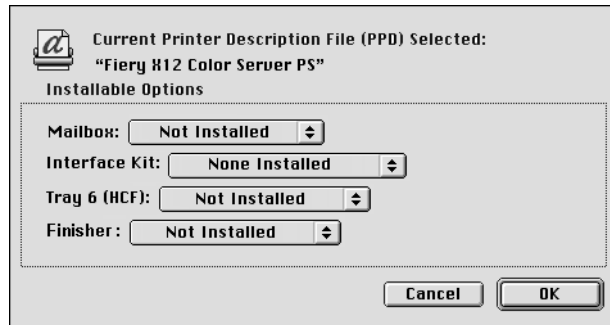 Current Printer Description File (PPD) Selected:
“Fiery X12 Color Server PS”
Installable Options
Mailbox: Not Installed
Interface Kit: None Installed
Tray 6 (HCF): Not Installed
Finisher : Not Installed
Cancel OK